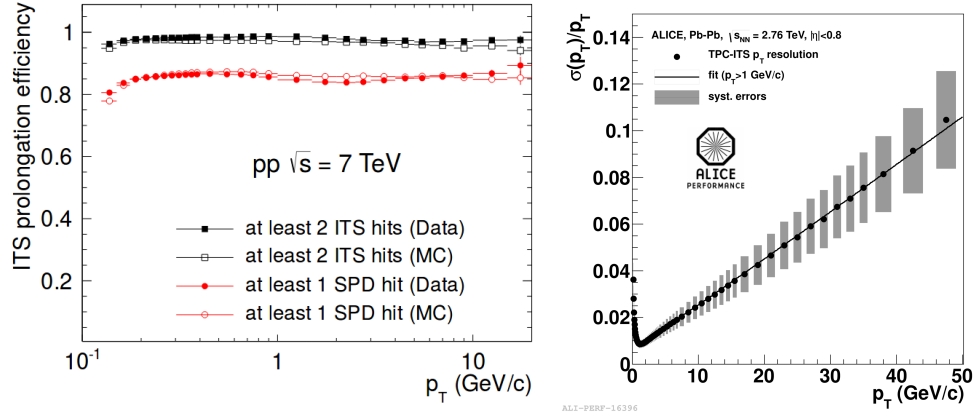 ITS prolongation efficiency
1
0.8
0.6
0.4
0.2
pp √s = 7 TeV
at least 2 ITS hits (Data)
at least 2 ITS hits (MC)
at least 1 SPD hit (Data)
at least 1 SPD hit (MC)
10⁻¹ 1 10
p_T (GeV/c)
σ(p_T)/p_T
0.14
0.12
0.1
0.08
0.06
0.04
0.02
0
ALICE, Pb-Pb, √s_NN = 2.76 TeV, |η|<0.8
TPC-ITS p_T resolution
fit (p_T>1 GeV/c)
syst. errors
ALICE
PERFORMANCE
0 10 20 30 40 50
p_T (GeV/c)
ALI-PERF-16396